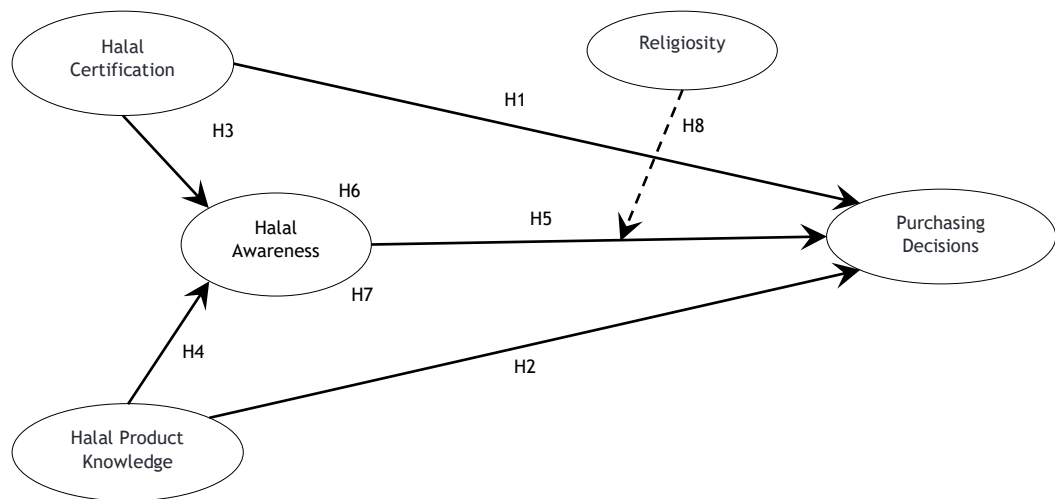 Halal
Certification
Religiosity
H1
H3
H8
H6
Halal
Awareness
H5
Purchasing
Decisions
H7
H4
H2
Halal Product
Knowledge